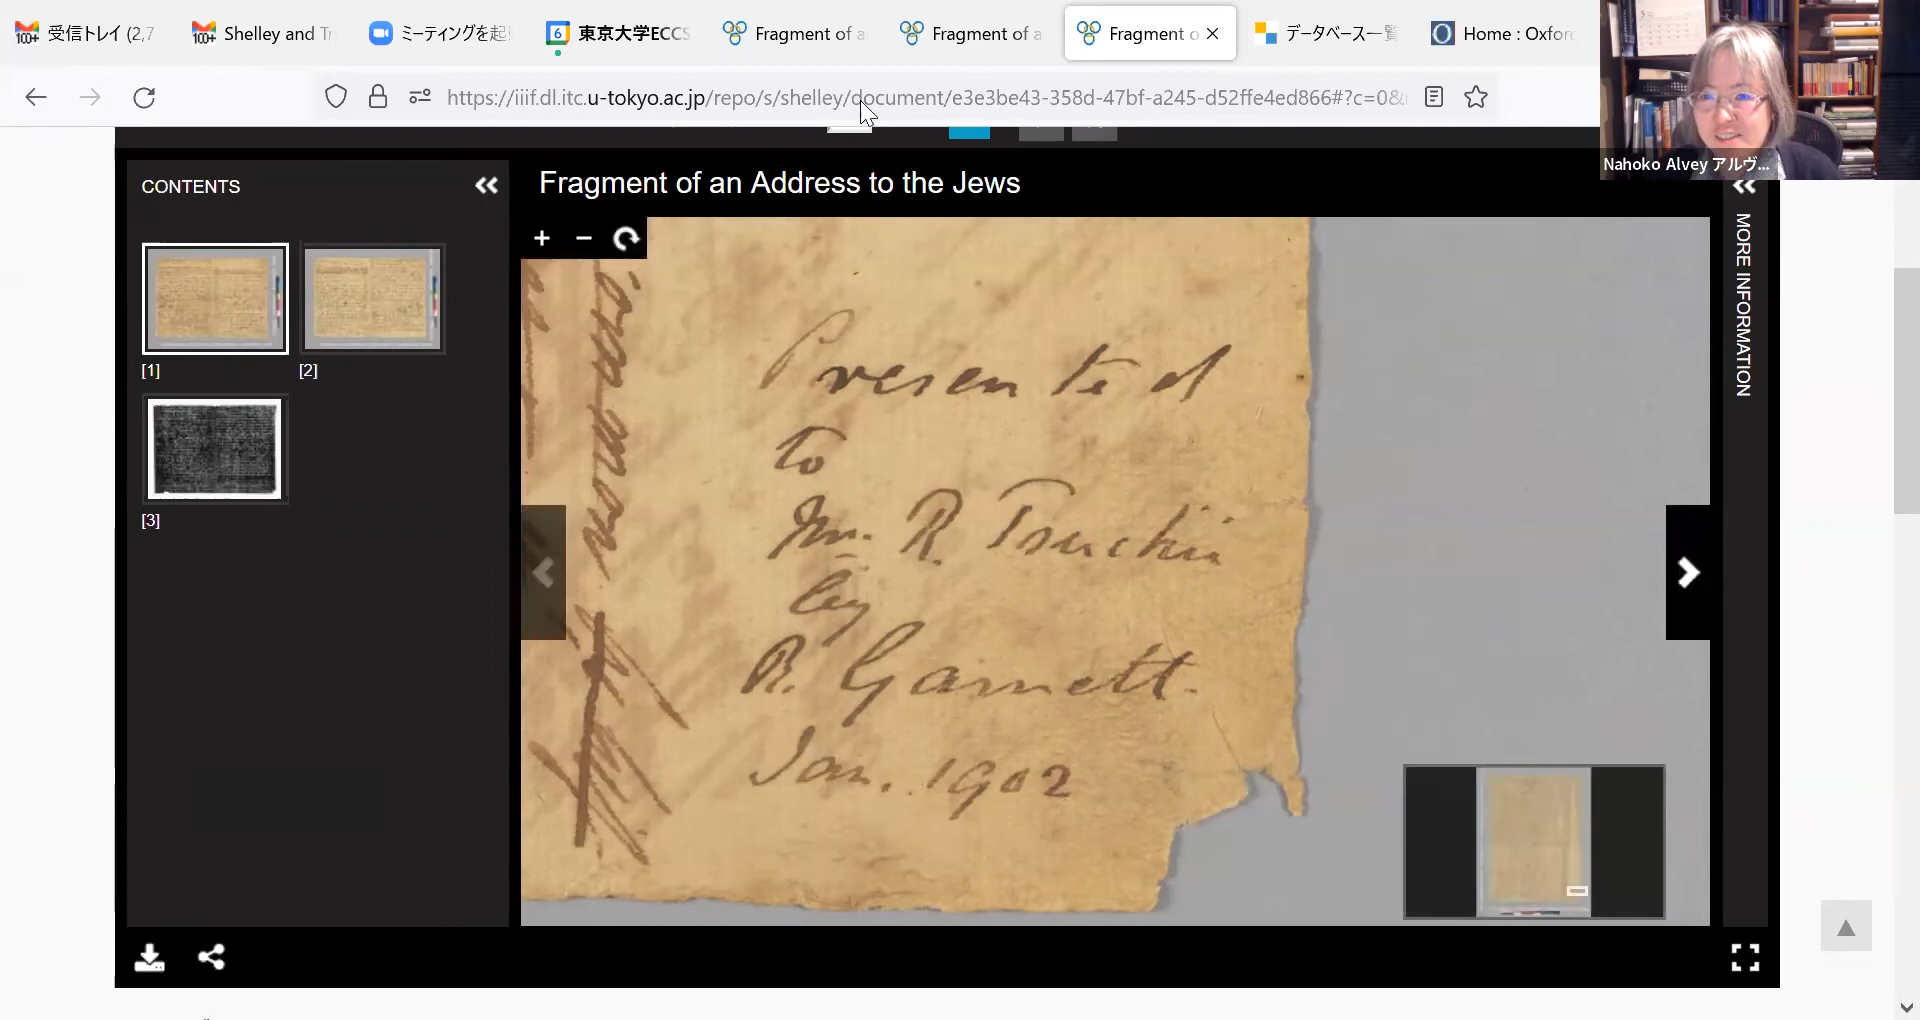 受信トレイ (2,7
Shelley and Tr
ミーティングを起
東京大学ECCS
Fragment of a
Fragment of a
Fragment o
データベース一覧
Home : Oxford
https://iiif.dl.itc.u-tokyo.ac.jp/repo/s/shelley/document/e3e3be43-358d-47bf-a245-d52ffe4ed866#?c=0&
Nahoko Alvey アルヴ...
CONTENTS
Fragment of an Address to the Jews
MORE INFORMATION
[1]
[2]
[3]
Presented
to
Mr. R. Tsuchii
by
R. Garnett.
Jan. 1902